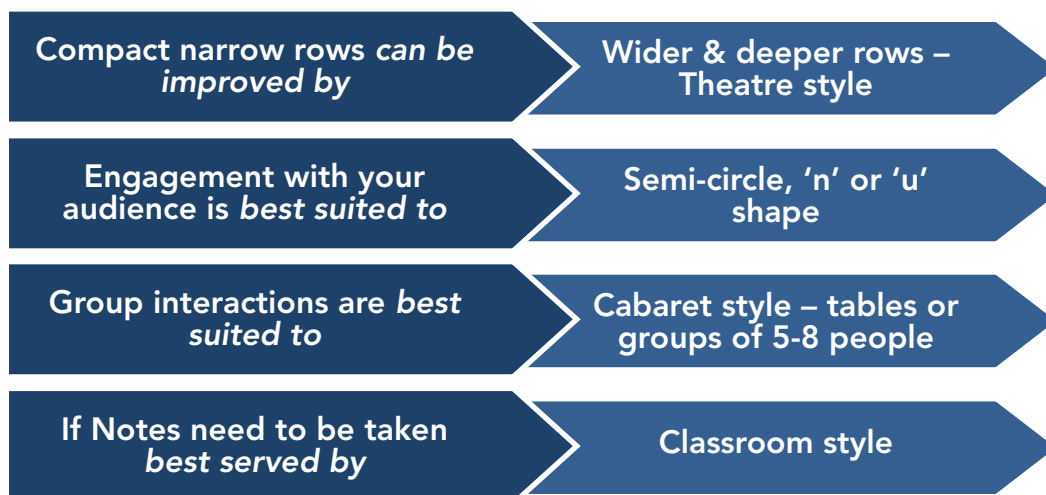 Compact narrow rows can be
improved by
Wider & deeper rows –
Theatre style
Engagement with your
audience is best suited to
Semi-circle, ‘n’ or ‘u’
shape
Group interactions are best
suited to
Cabaret style – tables or
groups of 5-8 people
If Notes need to be taken
best served by
Classroom style